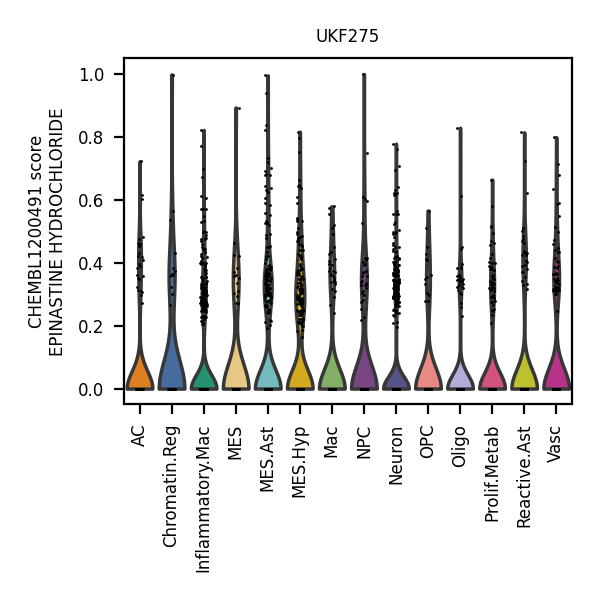 UKF275
CHEMBL1200491 score
EPINASTINE HYDROCHLORIDE
1.0
0.8
0.6
0.4
0.2
0.0
AC
Chromatin.Reg
Inflammatory.Mac
MES
MES.Ast
MES.Hyp
Mac
NPC
Neuron
OPC
Oligo
Prolif.Metab
Reactive.Ast
Vasc